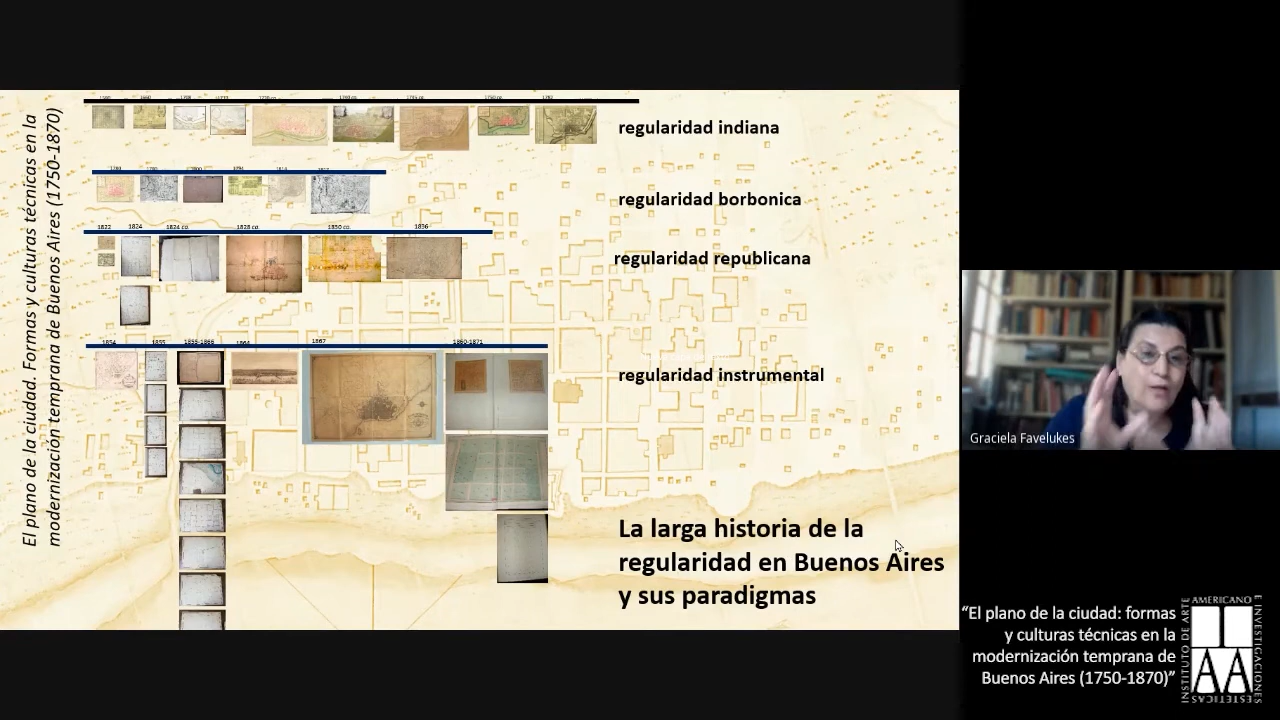 El plano de la ciudad. Formas y culturas técnicas en la
modernización temprana de Buenos Aires (1750-1870)
regularidad indiana
regularidad borbonica
1822 1824 1824 ca. 1828 ca. 1830 ca. 1836
regularidad republicana
1854 1855 1859-1866 1864 1867 1860-1871
regularidad instrumental
La larga historia de la
regularidad en Buenos Aires
y sus paradigmas
Graciela Favelukes
“El plano de la ciudad: formas
y culturas técnicas en la
modernización temprana de
Buenos Aires (1750-1870)”
INSTITUTO DE ARTE
AMERICANO
E INVESTIGACIONES
ESTETICAS
IAA